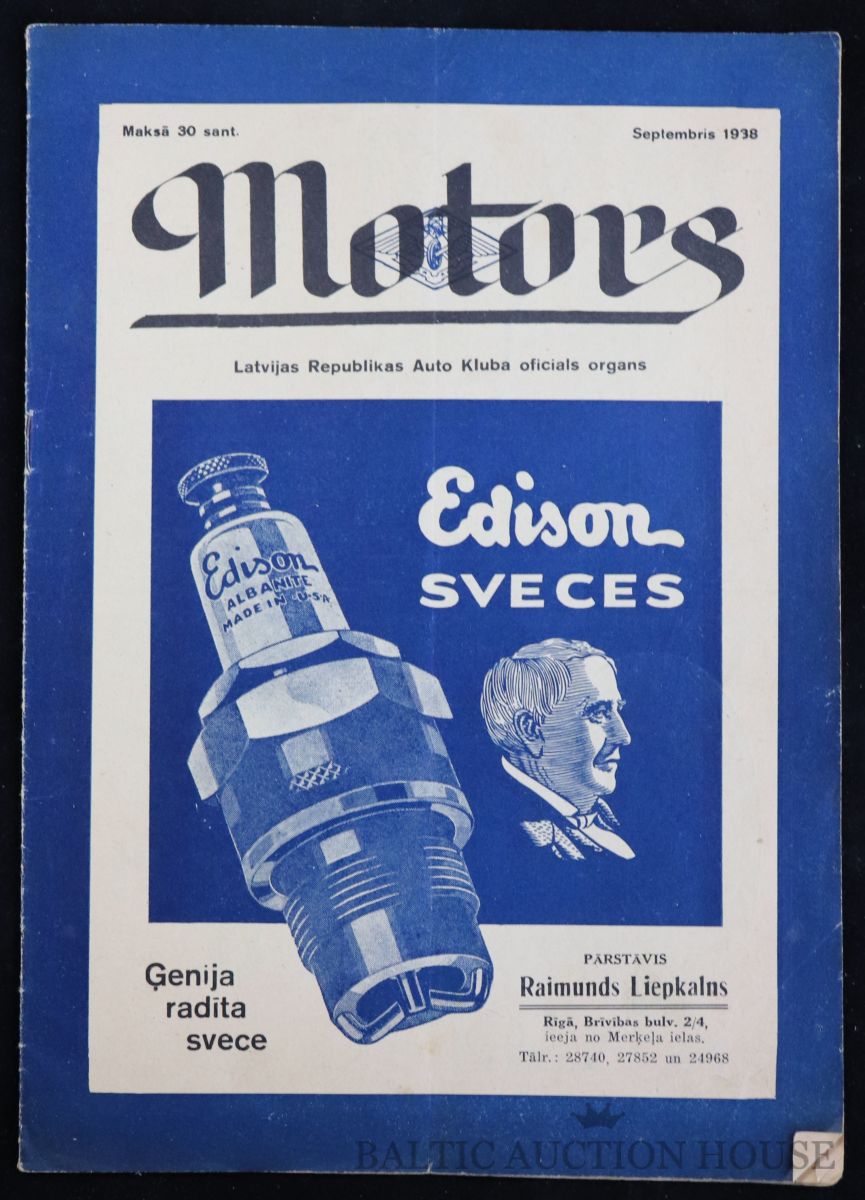 Maksā 30 sant.
Septembris 1938
Motors
Latvijas Republikas Auto Kluba oficials organs
Edison
SVECES
Edison
ALBANITE
MADE IN U·S·A·
Ģenija
radīta
svece
PĀRSTĀVIS
Raimunds Liepkalns
Rīgā, Brīvības bulv. 2/4,
ieeja no Merķeļa ielas.
Tālr.: 28740, 27852 un 24968
BALTIC AUCTION HOUSE